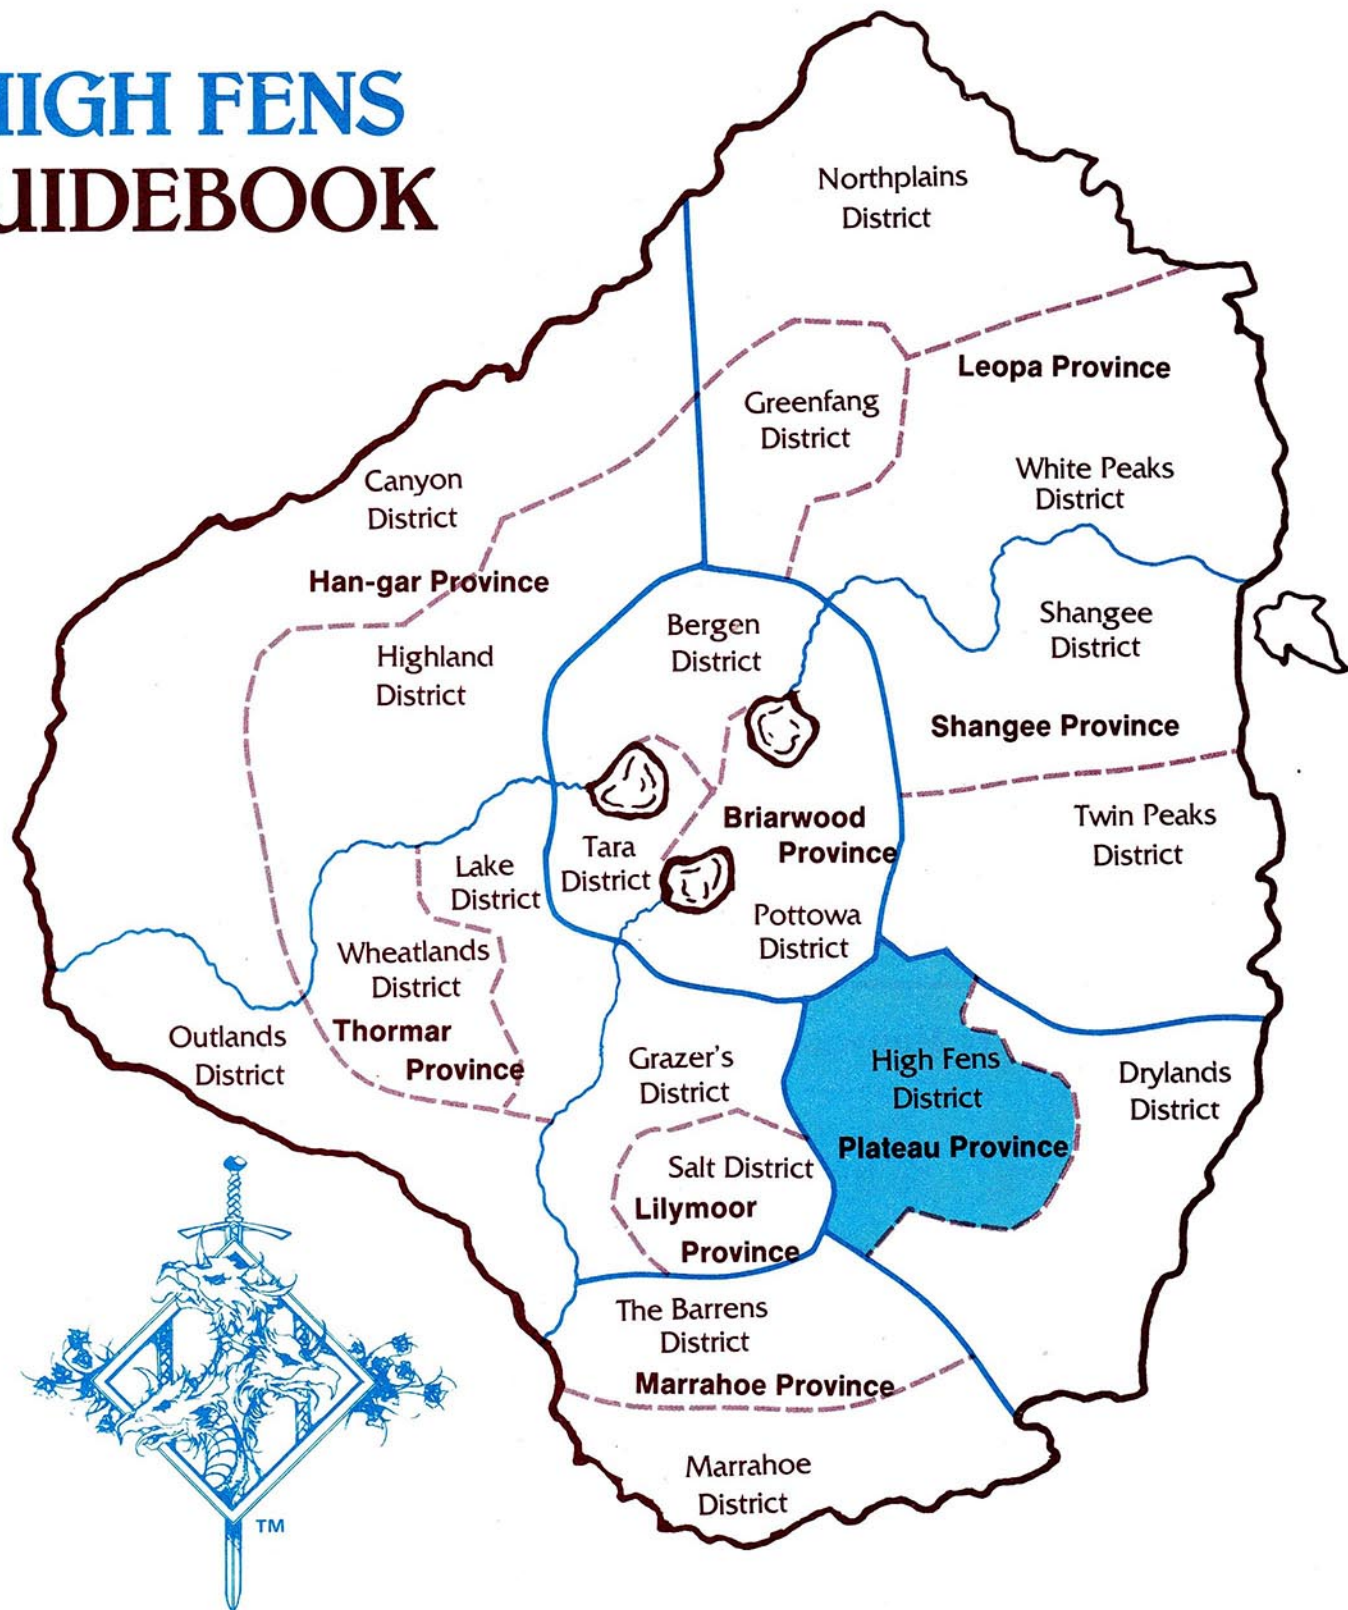 HIGH FENS
GUIDEBOOK
Northplains
District
Leopa Province
Greenfang
District
White Peaks
District
Canyon
District
Han-gar Province
Shangee
District
Bergen
District
Highland
District
Shangee Province
Briarwood
Province
Twin Peaks
District
Tara
District
Lake
District
Pottowa
District
Wheatlands
District
Outlands
District
Thormar
Province
Grazer's
District
High Fens
District
Drylands
District
Plateau Province
Salt District
Lilymoor
Province
The Barrens
District
Marrahoe Province
Marrahoe
District
TM